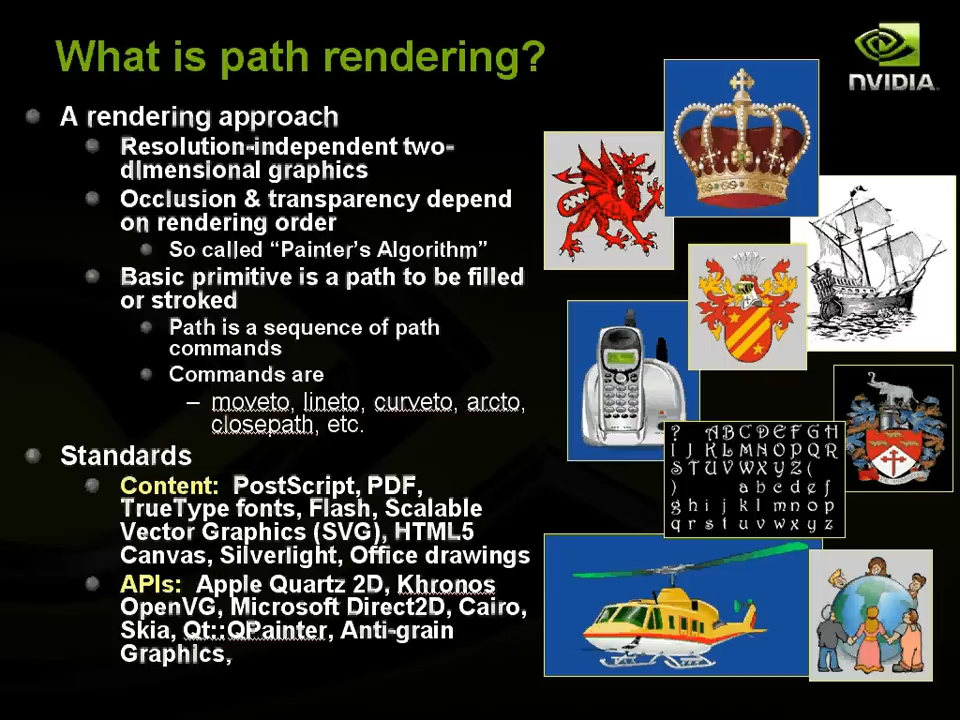 What is path rendering?
NVIDIA.
A rendering approach
Resolution-independent two-
dimensional graphics
Occlusion & transparency depend
on rendering order
So called “Painter’s Algorithm”
Basic primitive is a path to be filled
or stroked
Path is a sequence of path
commands
Commands are
– moveto, lineto, curveto, arcto,
closepath, etc.
Standards
Content: PostScript, PDF,
TrueType fonts, Flash, Scalable
Vector Graphics (SVG), HTML5
Canvas, Silverlight, Office drawings
APIs: Apple Quartz 2D, Khronos
OpenVG, Microsoft Direct2D, Cairo,
Skia, Qt::QPainter, Anti-grain
Graphics,
? A B C D E F G H
I J K L M N O P Q R
S T U V W X Y Z (
) a b c d e f
g h i j k l m n o p
q r s t u v w x y z